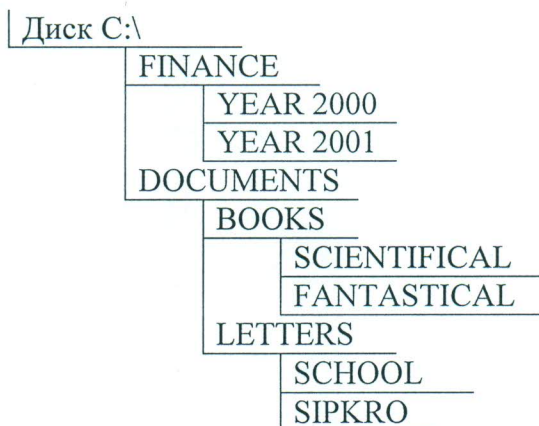 Диск C:\
FINANCE
YEAR 2000
YEAR 2001
DOCUMENTS
BOOKS
SCIENTIFICAL
FANTASTICAL
LETTERS
SCHOOL
SIPKRO